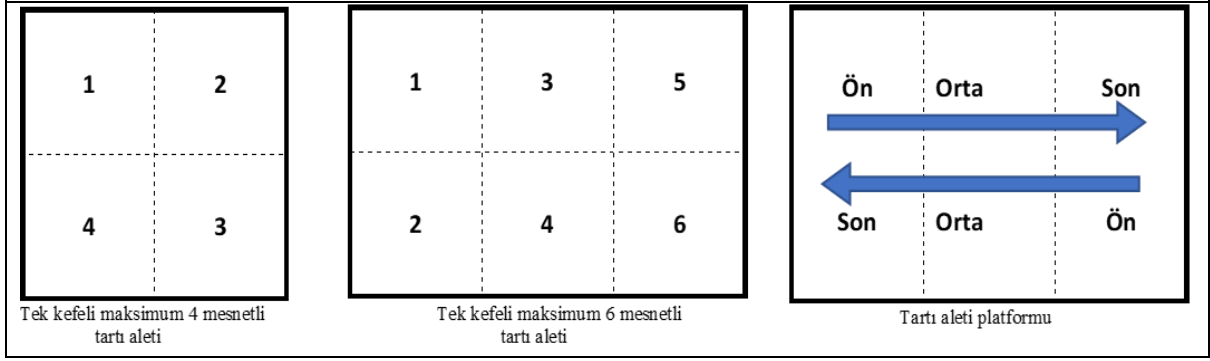 1 2
4 3
Tek kefeli maksimum 4 mesnetli
tartı aleti
1 3 5
2 4 6
Tek kefeli maksimum 6 mesnetli
tartı aleti
Ön Orta Son
Son Orta Ön
Tartı aleti platformu